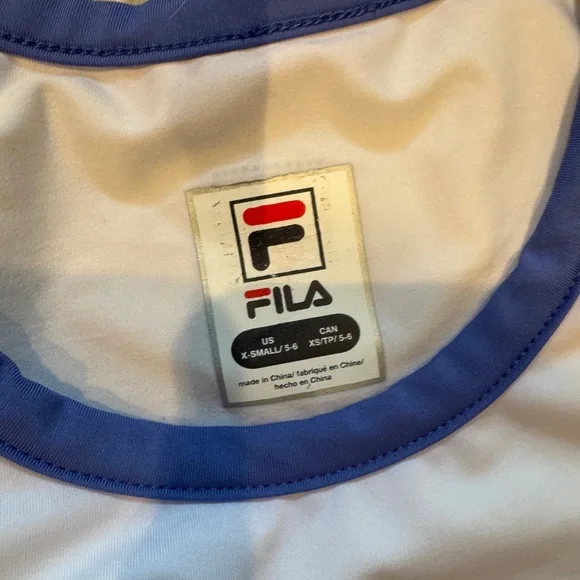 F
FILA
US CAN
X-SMALL/ 5-6 XS/TP/ 5-6
made in China/ fabriqué en Chine/
hecho en China